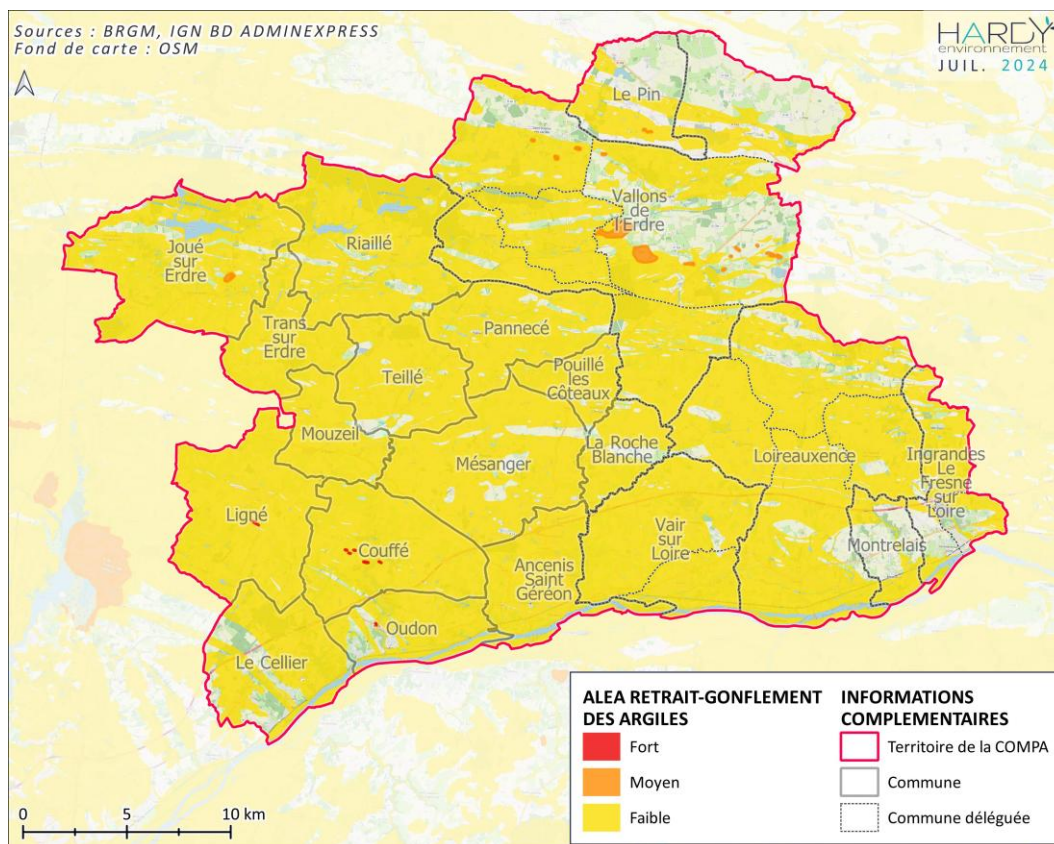 Sources : BRGM, IGN BD ADMINEXPRESS
Fond de carte : OSM
HARDY
environnement
JUIL. 2024
Le Pin
Vallons
de
l'Erdre
Joué
sur
Erdre
Riaillé
Trans
sur
Erdre
Pannecé
Teillé
Pouillé
les
Côteaux
Mouzeil
La Roche
Blanche
Mésanger
Loireauxence
Ingrandes
Le
Fresne
sur
Loire
Ligné
Couffé
Vair
sur
Loire
Montrelais
Ancenis
Saint
Géréon
Oudon
Le Cellier
ALEA RETRAIT-GONFLEMENT
DES ARGILES
Fort
Moyen
Faible
INFORMATIONS
COMPLEMENTAIRES
Territoire de la COMPA
Commune
Commune déléguée
0 5 10 km